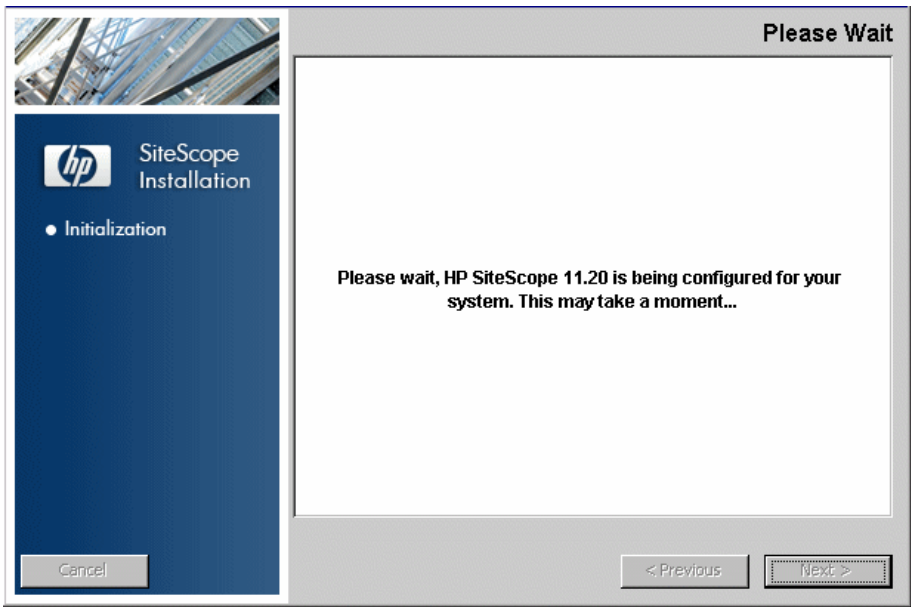 Please Wait
hp
SiteScope
Installation
● Initialization
Please wait, HP SiteScope 11.20 is being configured for your
system. This may take a moment...
Cancel
< Previous
Next >